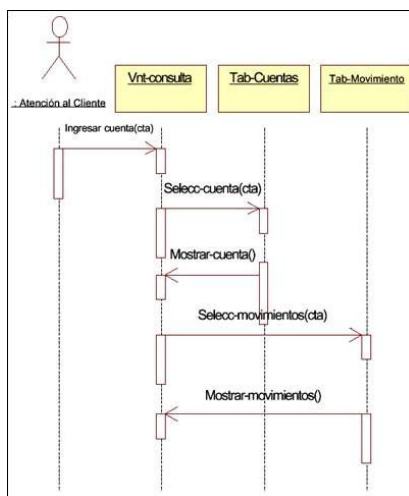 Vnt-consulta
Tab-Cuentas
Tab-Movimiento
: Atención al Cliente
Ingresar cuenta(cta)
Selecc-cuenta(cta)
Mostrar-cuenta()
Selecc-movimientos(cta)
Mostrar-movimientos()